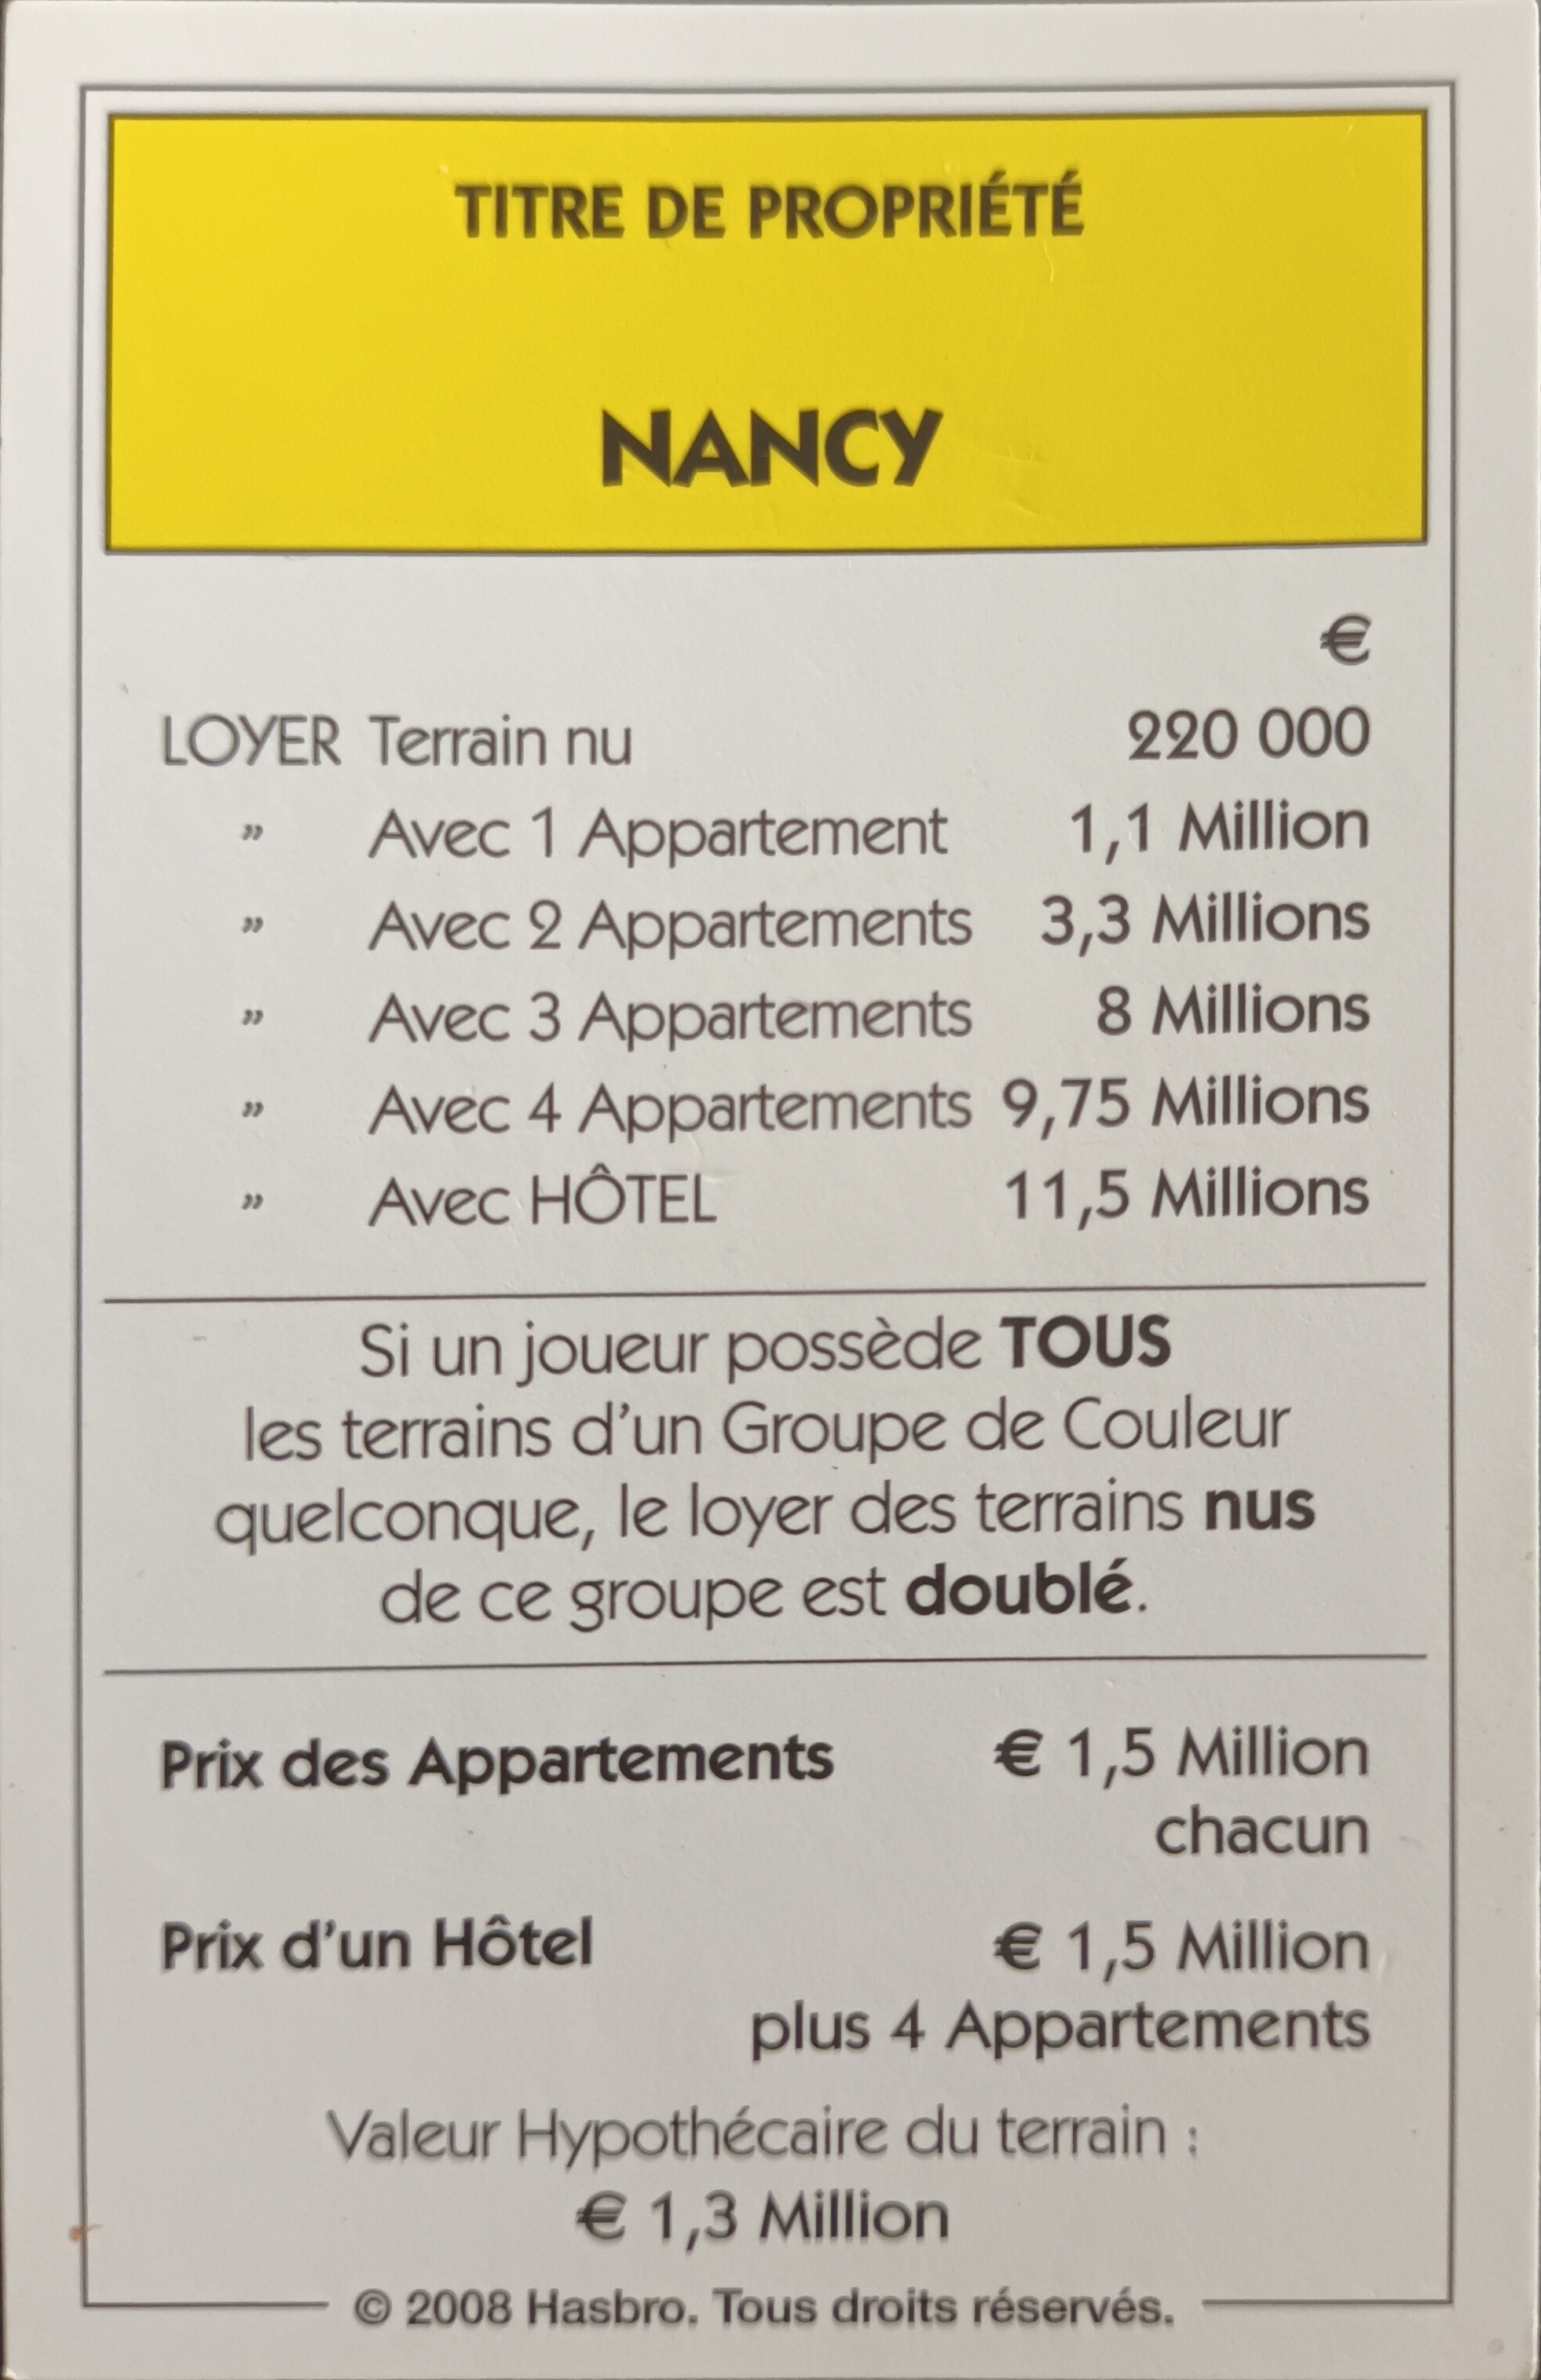 TITRE DE PROPRIÉTÉ
NANCY
€
LOYER Terrain nu 220 000
" Avec 1 Appartement 1,1 Million
" Avec 2 Appartements 3,3 Millions
" Avec 3 Appartements 8 Millions
" Avec 4 Appartements 9,75 Millions
" Avec HÔTEL 11,5 Millions
Si un joueur possède TOUS
les terrains d'un Groupe de Couleur
quelconque, le loyer des terrains nus
de ce groupe est doublé.
Prix des Appartements € 1,5 Million
chacun
Prix d'un Hôtel € 1,5 Million
plus 4 Appartements
Valeur Hypothécaire du terrain :
€ 1,3 Million
© 2008 Hasbro. Tous droits réservés.